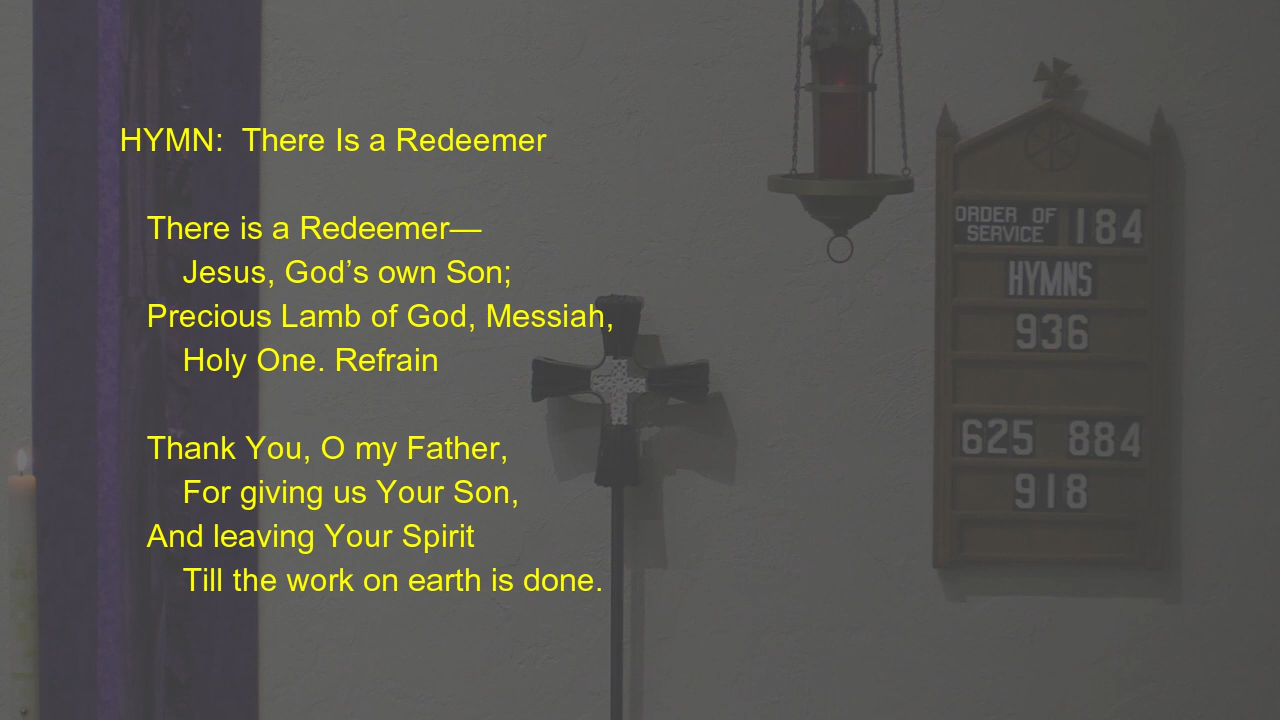 HYMN:  There Is a Redeemer
There is a Redeemer—
Jesus, God’s own Son;
Precious Lamb of God, Messiah,
Holy One. Refrain
Thank You, O my Father,
For giving us Your Son,
And leaving Your Spirit
Till the work on earth is done.
ORDER OF SERVICE 184
HYMNS
936
625 884
918